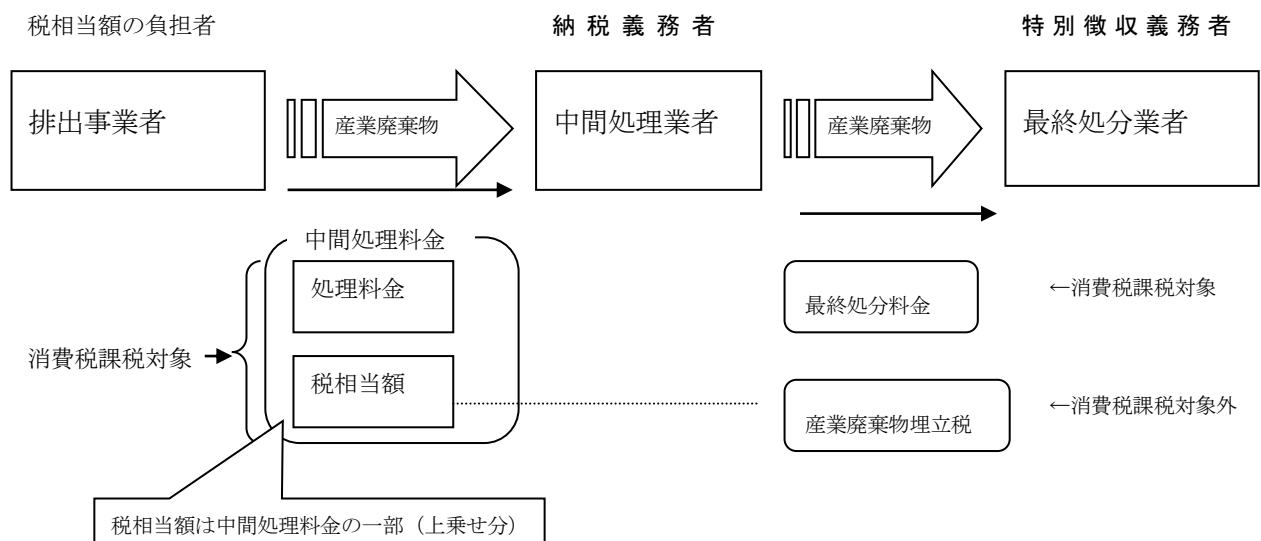 税相当額の負担者
納税義務者
特別徴収義務者
排出事業者
産業廃棄物
中間処理業者
産業廃棄物
最終処分業者
中間処理料金
処理料金
最終処分料金
←消費税課税対象
消費税課税対象
税相当額
産業廃棄物埋立税
←消費税課税対象外
税相当額は中間処理料金の一部（上乗せ分）